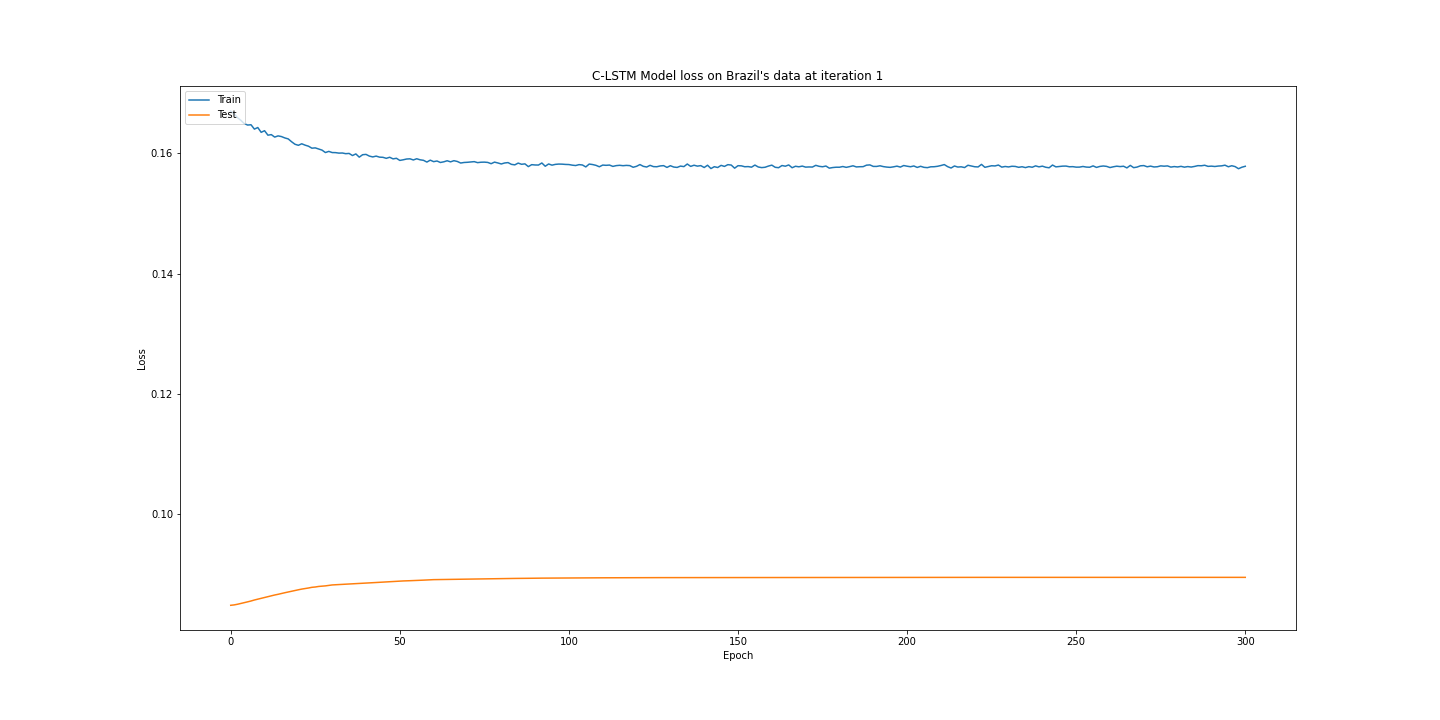 C-LSTM Model loss on Brazil's data at iteration 1
Train
Test
0.16
0.14
0.12
0.10
Loss
0
50
100
150
200
250
300
Epoch